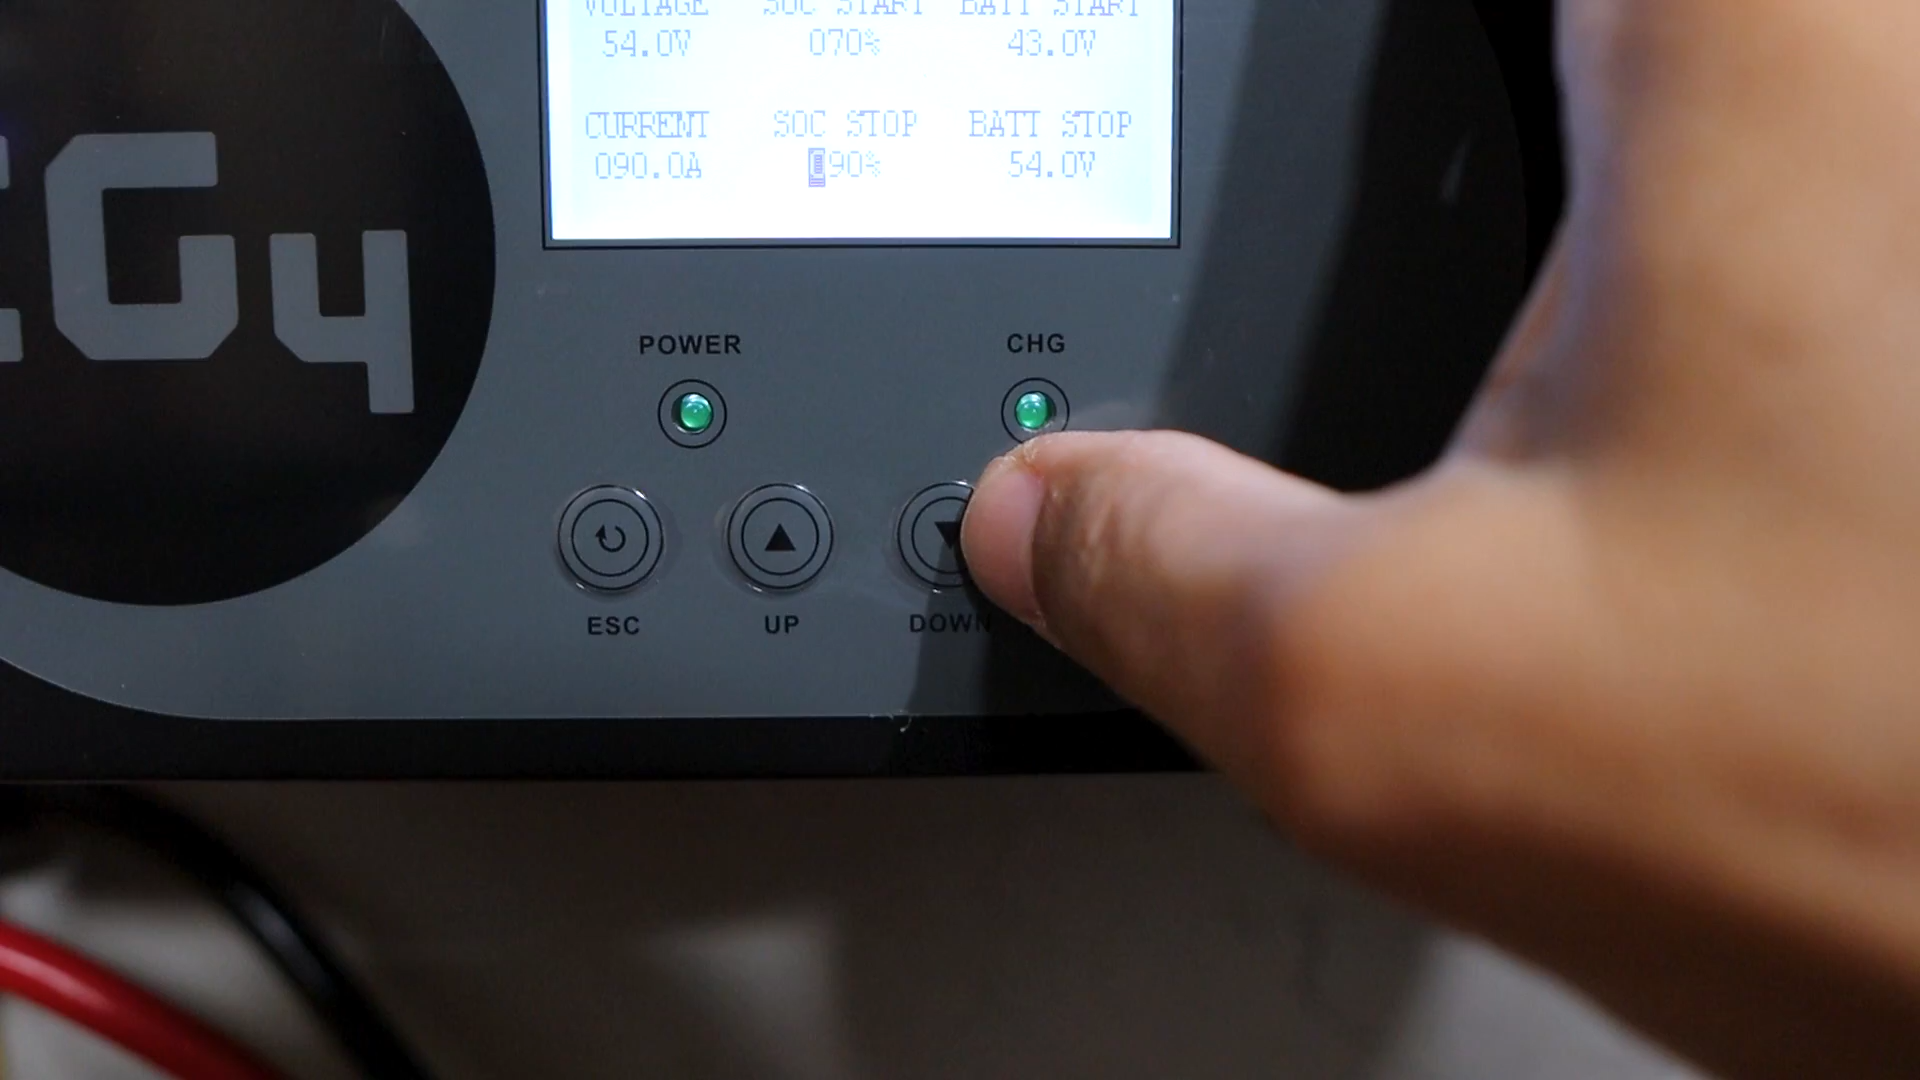 VOLTAGE SOC START BATT START
54.0V 070% 43.0V
CURRENT SOC STOP BATT STOP
090.0A 090% 54.0V
G4
POWER CHG
ESC UP DOWN